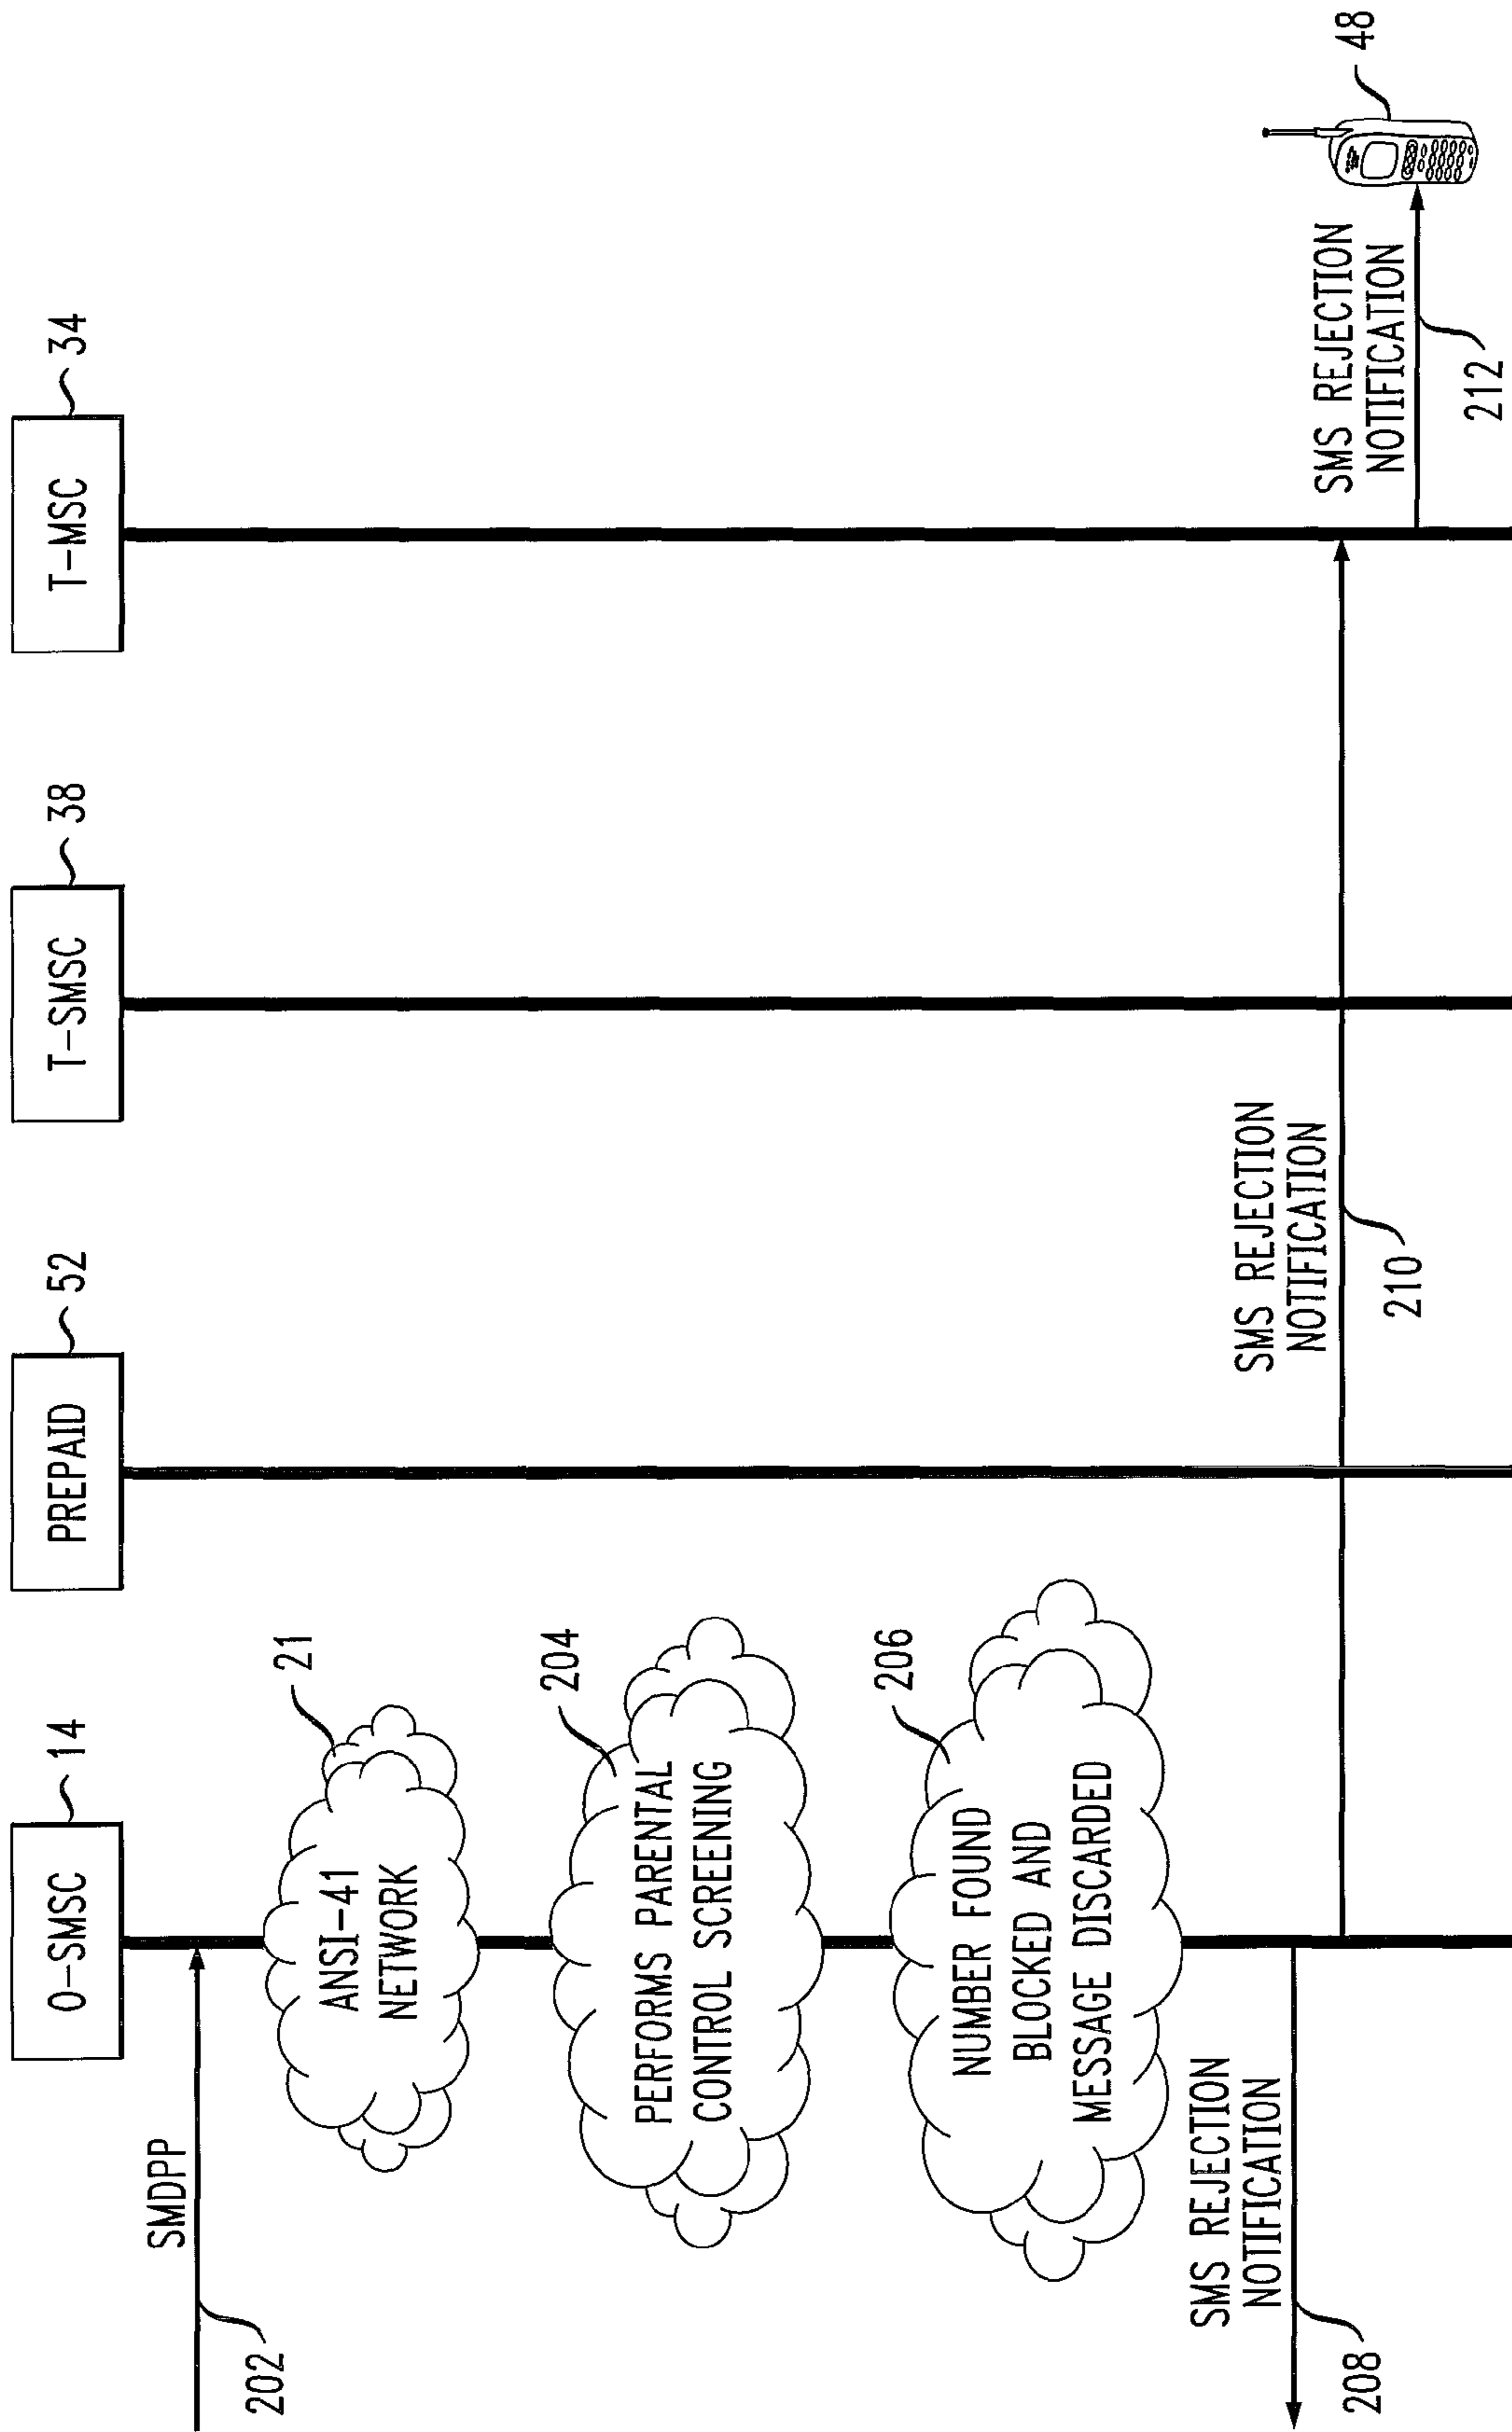 O-SMSC
14
PREPAID
52
T-SMSC
38
T-MSC
34
SMDPP
202
ANSI-41
NETWORK
21
PERFORMS PARENTAL
CONTROL SCREENING
204
NUMBER FOUND
BLOCKED AND
MESSAGE DISCARDED
206
SMS REJECTION
NOTIFICATION
208
SMS REJECTION
NOTIFICATION
210
SMS REJECTION
NOTIFICATION
212
48